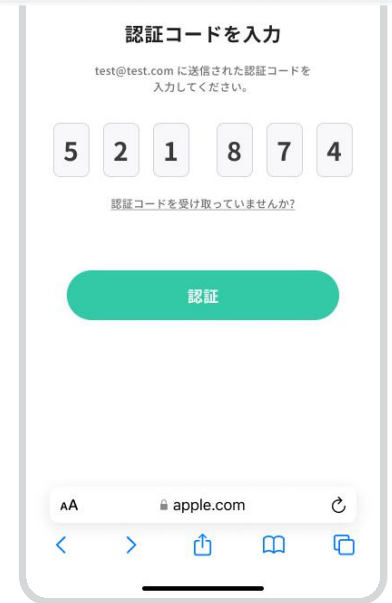 認証コードを入力
test@test.com に送信された認証コードを
入力してください。
5 2 1 8 7 4
認証コードを受け取っていませんか?
認証
AA apple.com